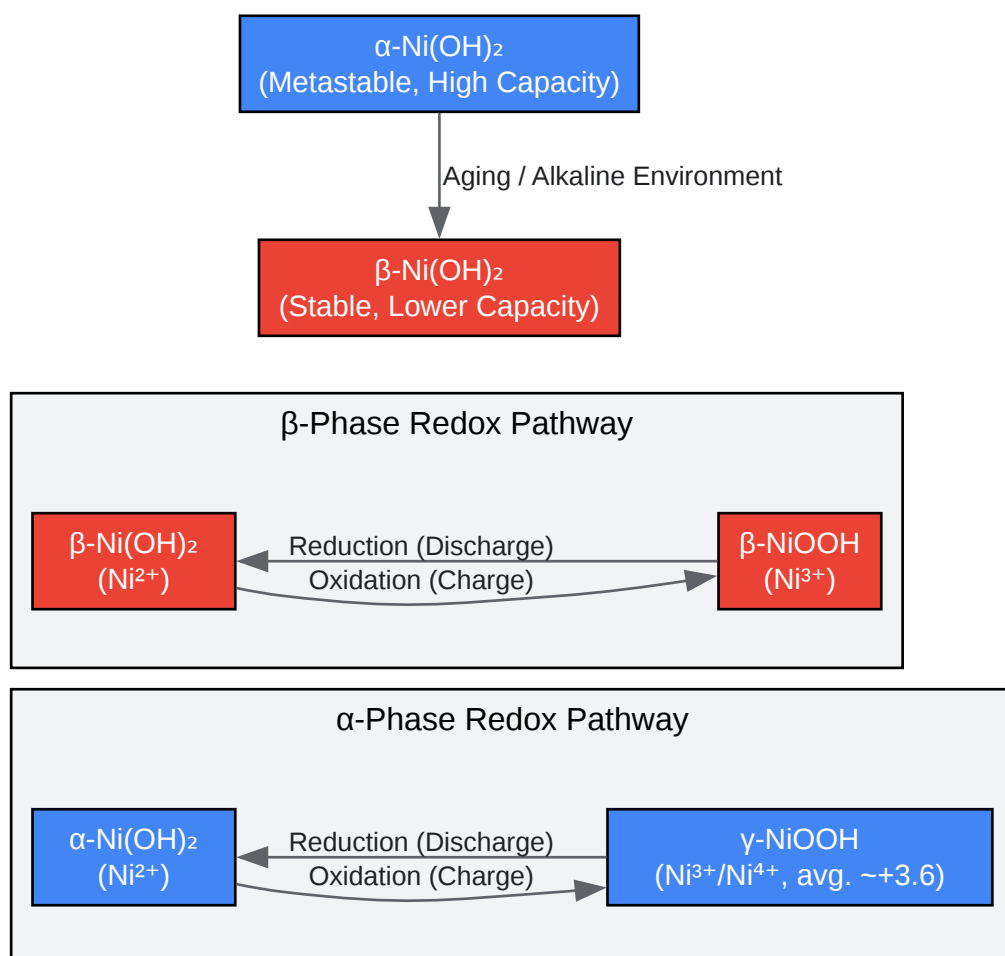 α-Ni(OH)₂
(Metastable, High Capacity)
Aging / Alkaline Environment
β-Ni(OH)₂
(Stable, Lower Capacity)
β-Phase Redox Pathway
β-Ni(OH)₂
(Ni²⁺)
Reduction (Discharge)
Oxidation (Charge)
β-NiOOH
(Ni³⁺)
α-Phase Redox Pathway
α-Ni(OH)₂
(Ni²⁺)
Reduction (Discharge)
Oxidation (Charge)
γ-NiOOH
(Ni³⁺/Ni⁴⁺, avg. ~+3.6)